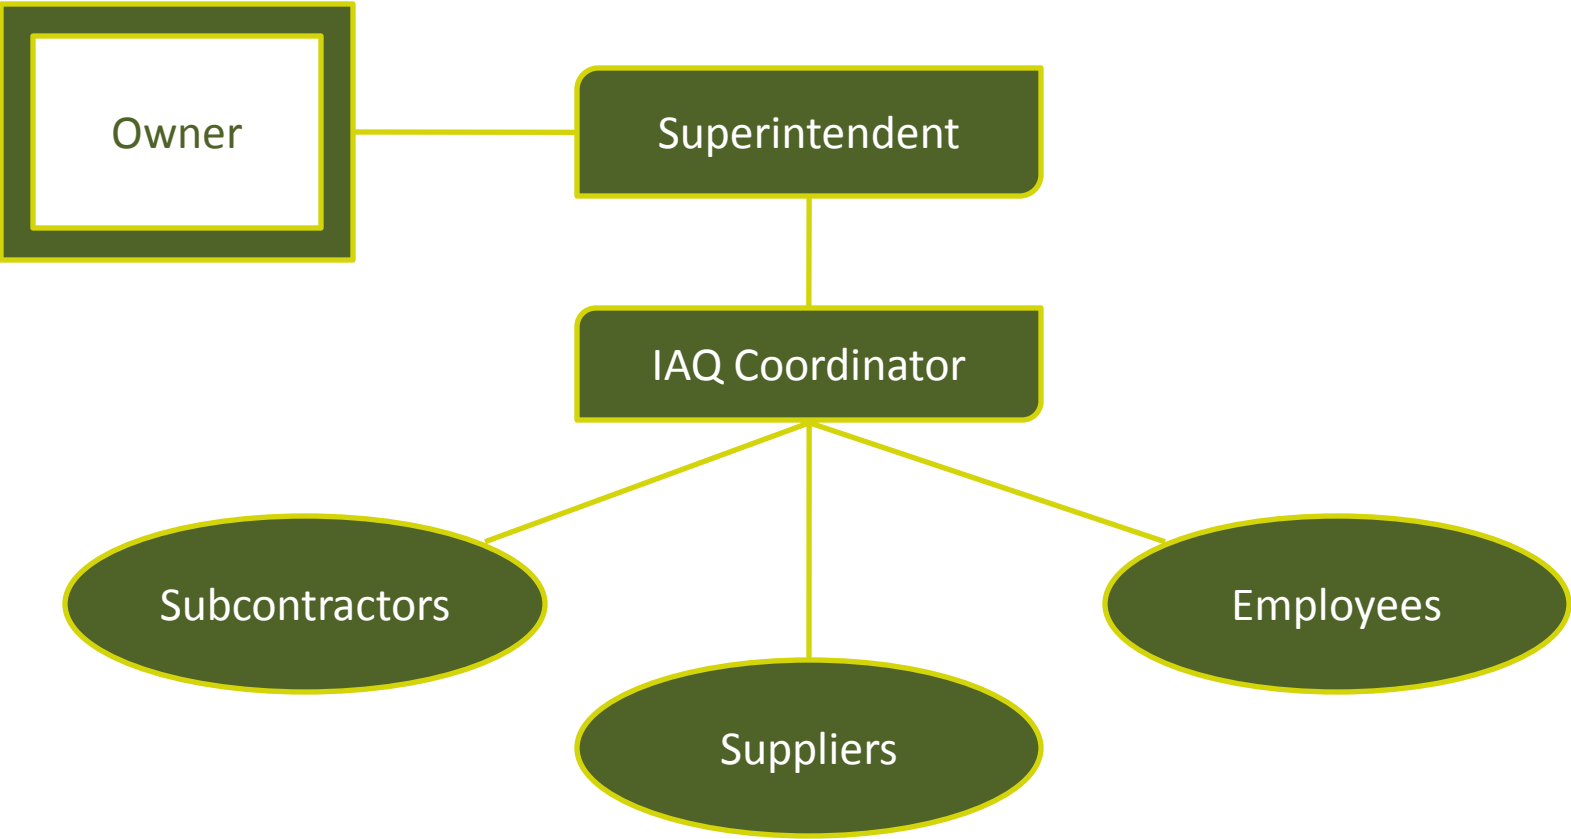 Owner
Superintendent
IAQ Coordinator
Subcontractors
Employees
Suppliers